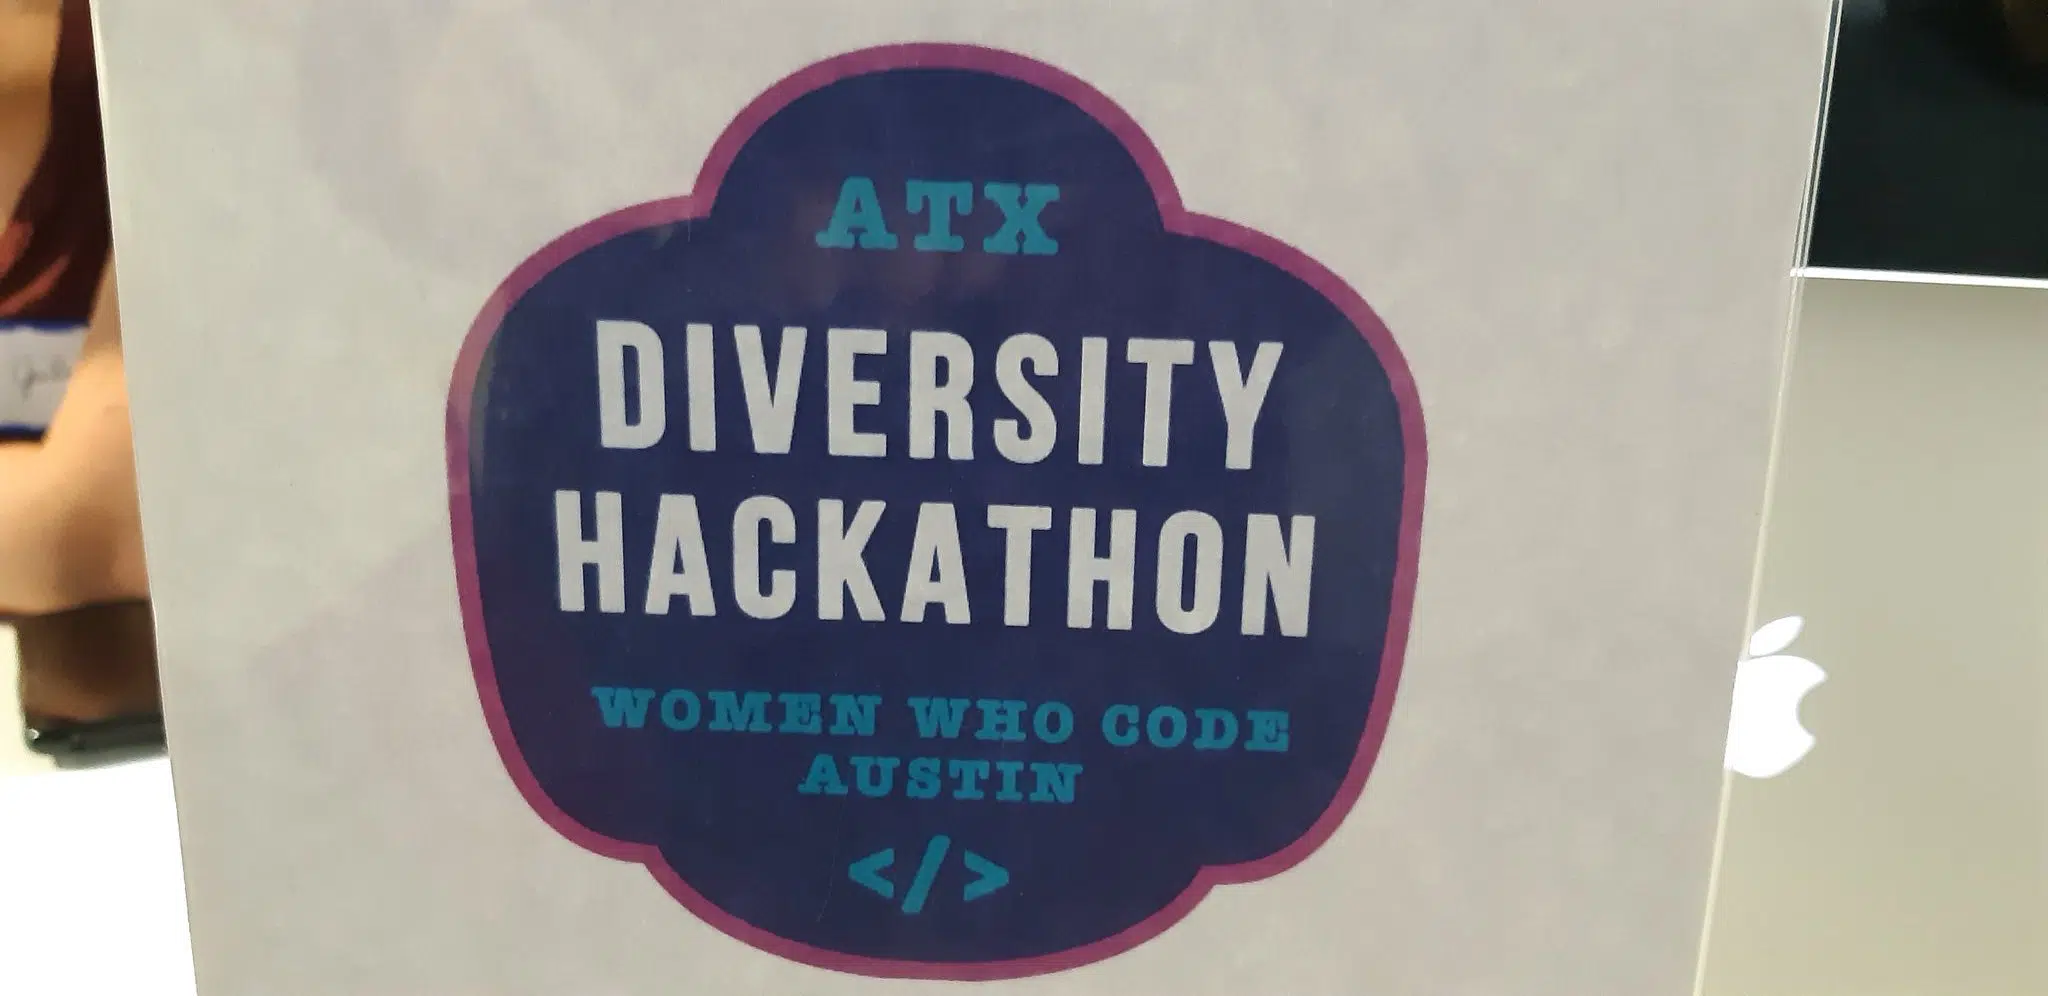 ATX
DIVERSITY
HACKATHON
WOMEN WHO CODE
AUSTIN
</>